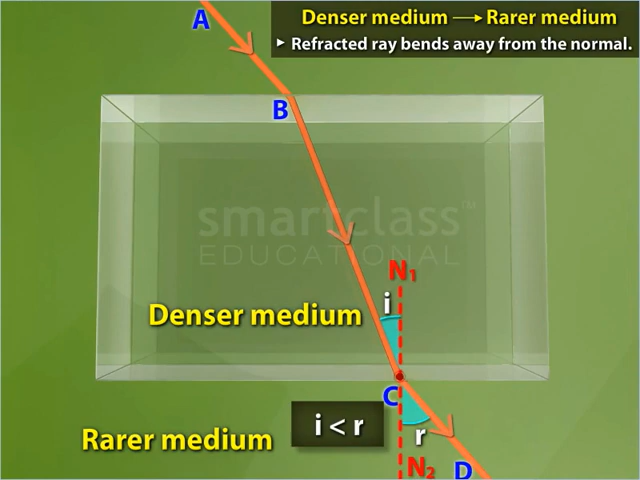 Denser medium → Rarer medium
▸ Refracted ray bends away from the normal.
A
B
smartclass™
EDUCATIONAL
N₁
i
Denser medium
C
i < r
r
Rarer medium
N₂
D